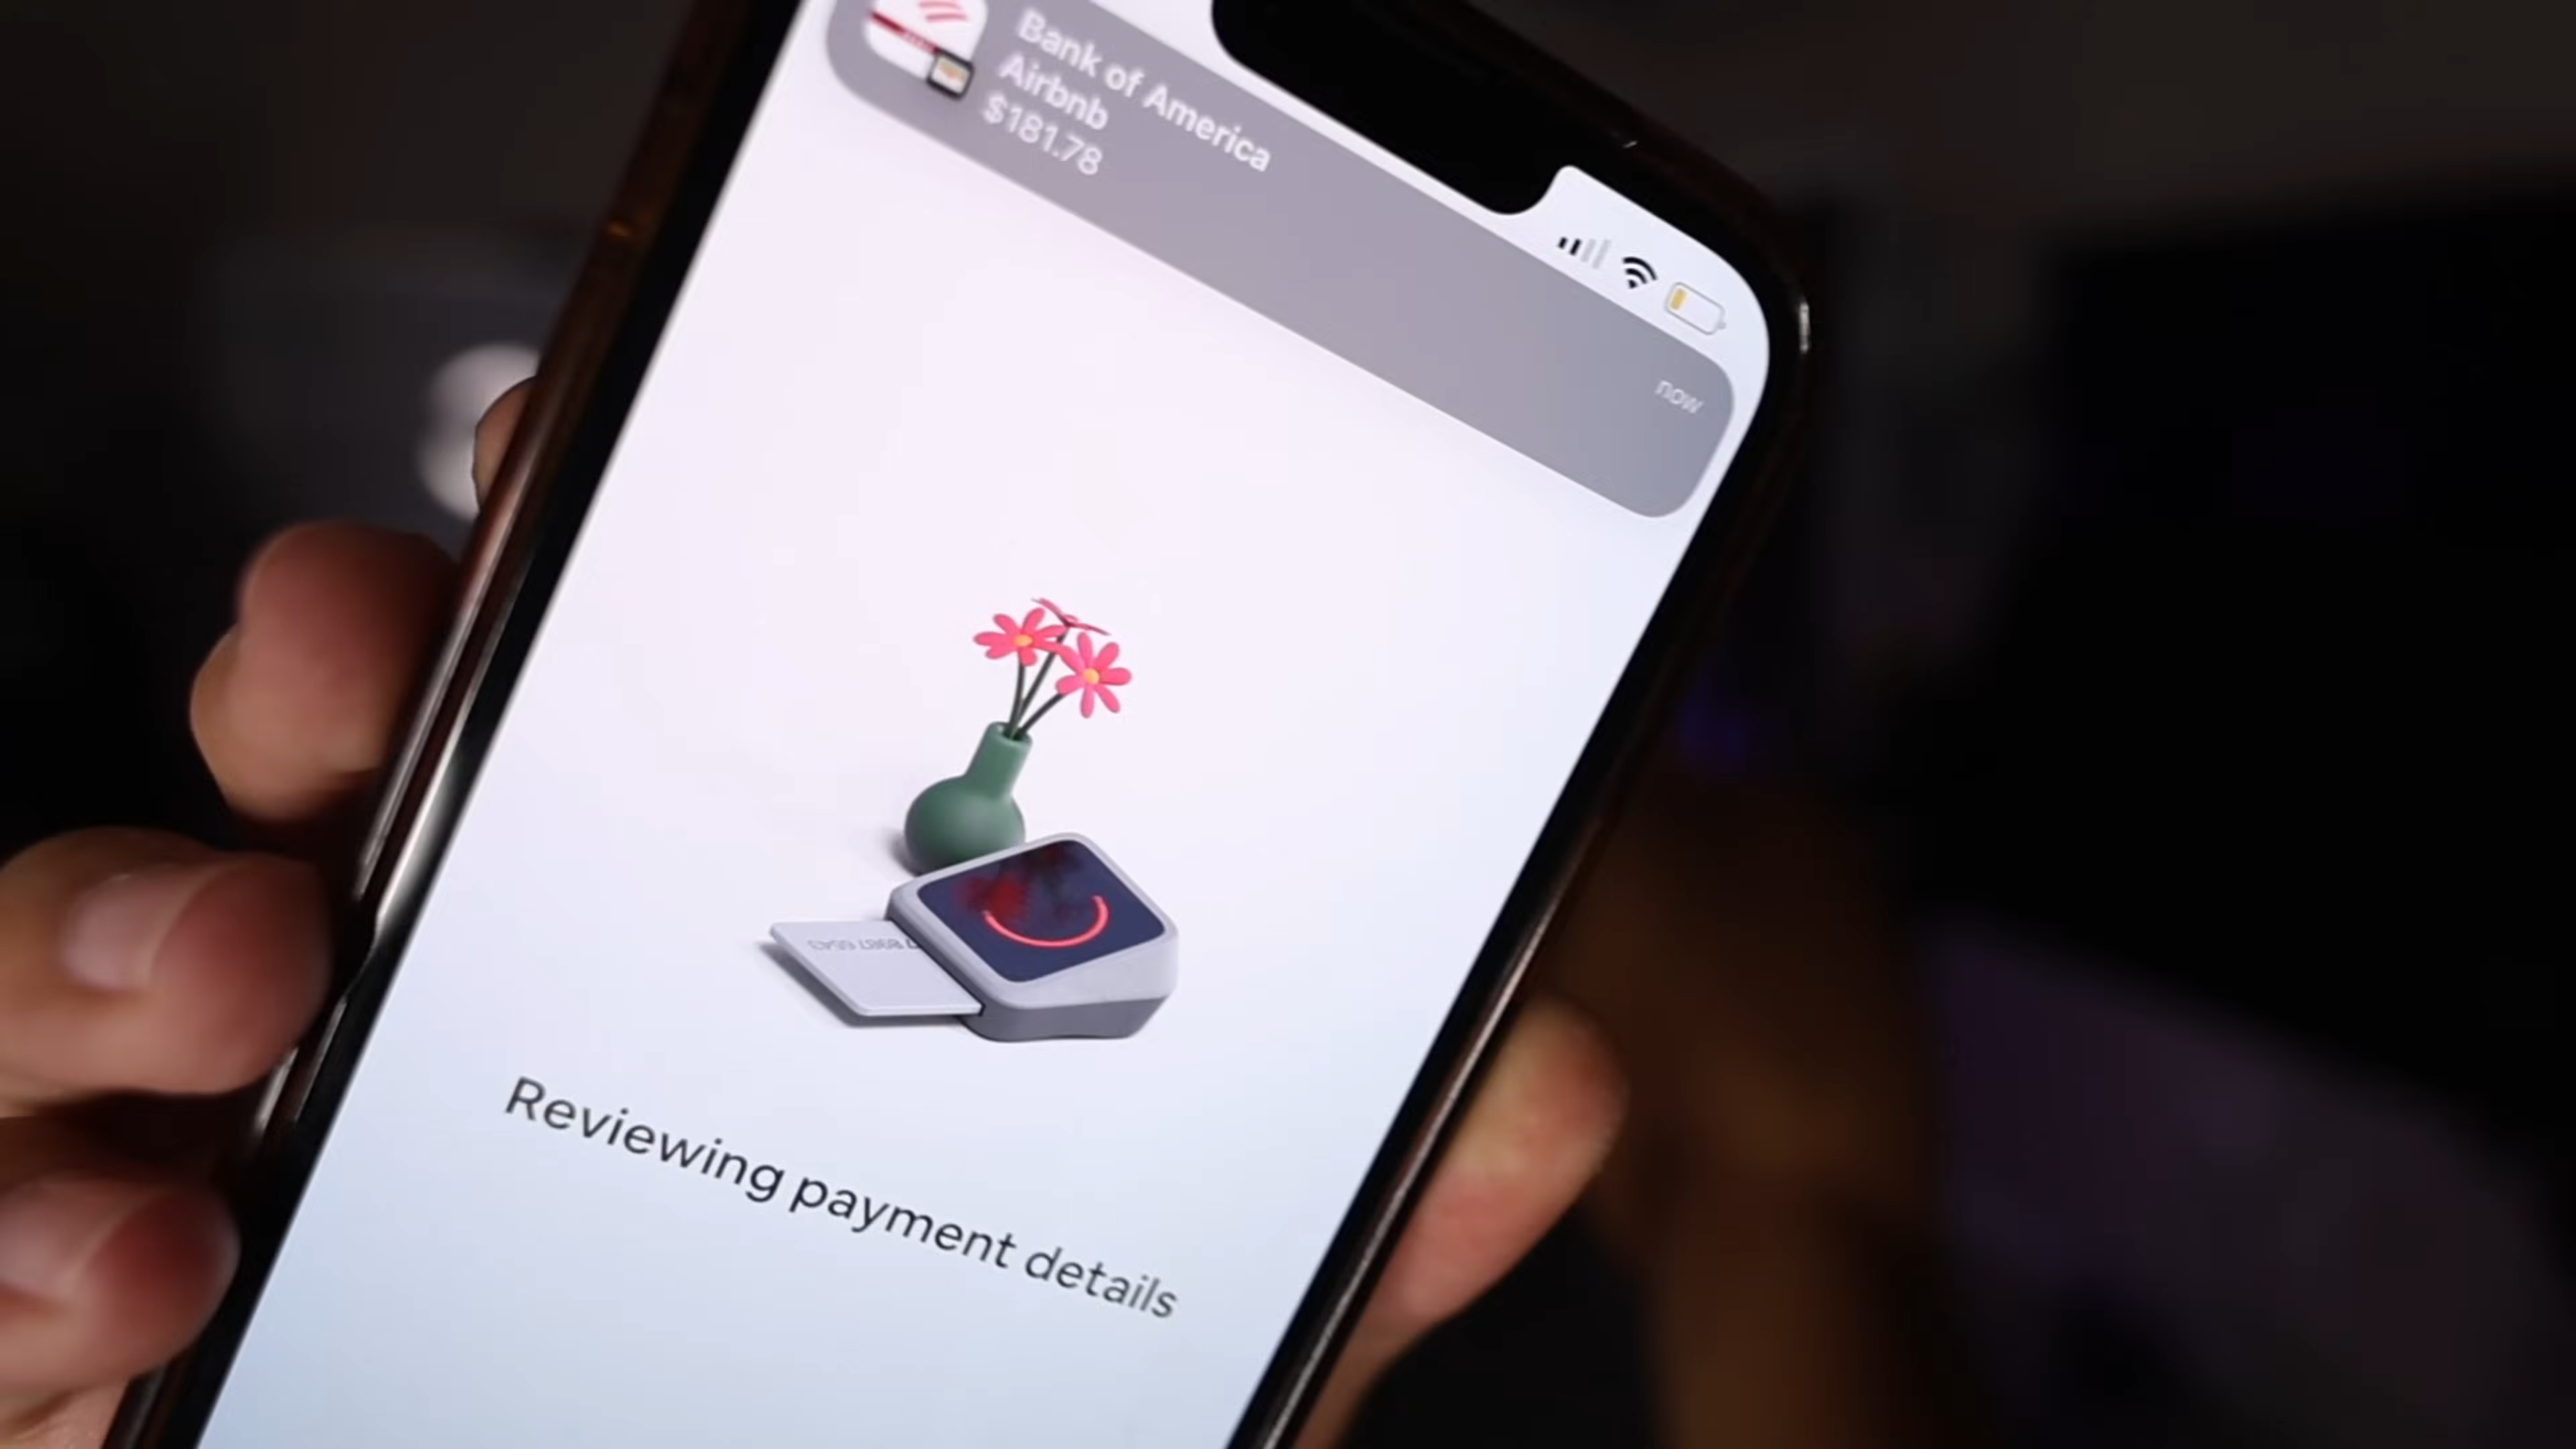 Bank of America
Airbnb
$181.78
now
Reviewing payment details